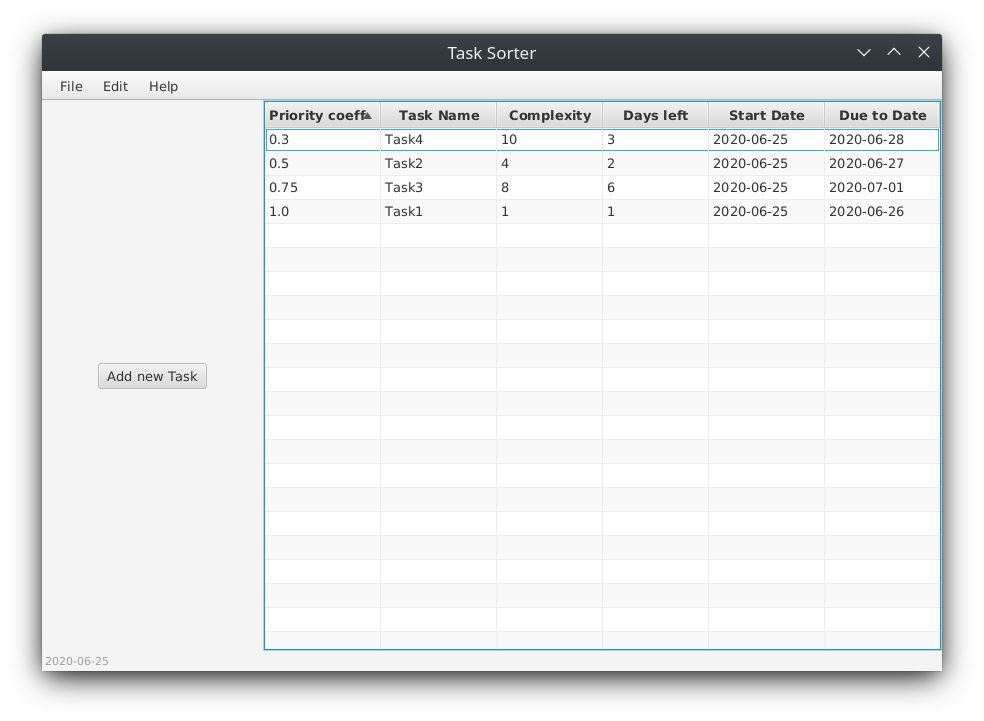 Task Sorter
File Edit Help
Priority coeff Task Name Complexity Days left Start Date Due to Date
0.3 Task4 10 3 2020-06-25 2020-06-28
0.5 Task2 4 2 2020-06-25 2020-06-27
0.75 Task3 8 6 2020-06-25 2020-07-01
1.0 Task1 1 1 2020-06-25 2020-06-26
Add new Task
2020-06-25